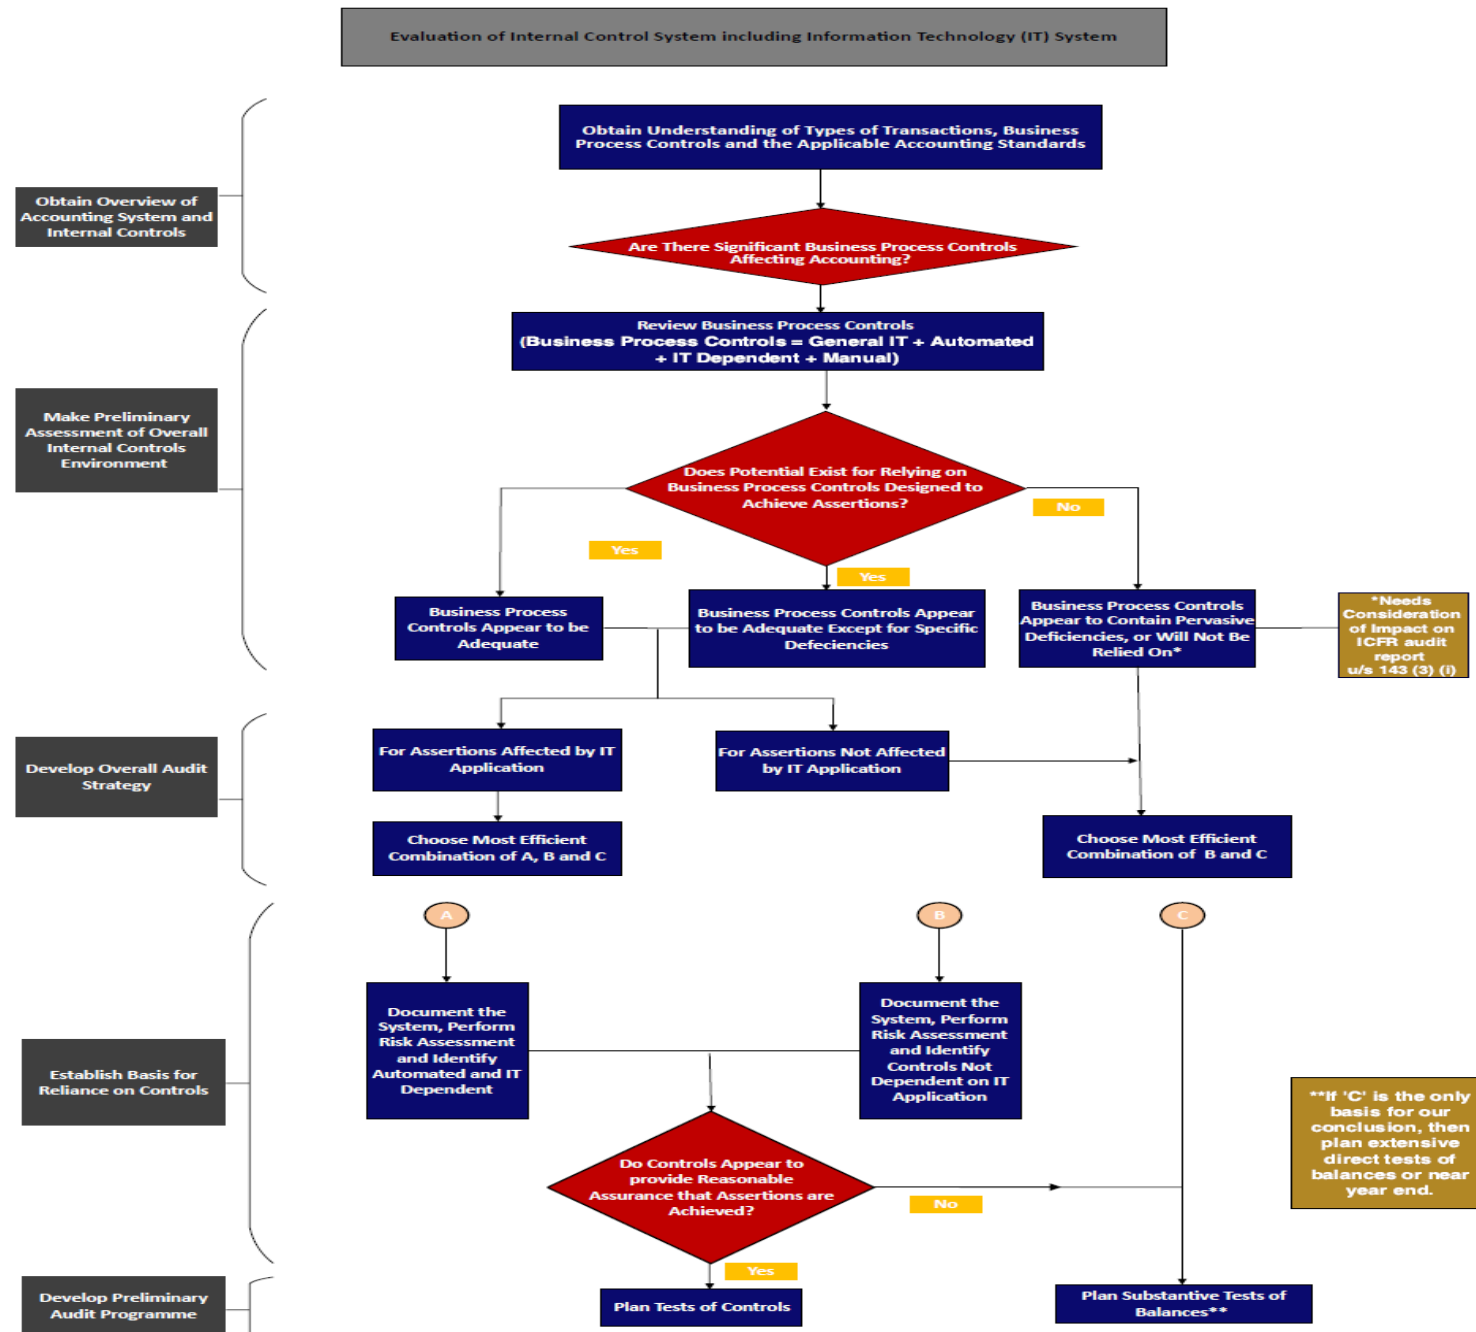 Evaluation of Internal Control System including Information Technology (IT) System
Obtain Understanding of Types of Transactions, Business
Process Controls and the Applicable Accounting Standards
Obtain Overview of
Accounting System and
Internal Controls
Are There Significant Business Process Controls
Affecting Accounting?
Review Business Process Controls
(Business Process Controls = General IT + Automated
+ IT Dependent + Manual)
Make Preliminary
Assessment of Overall
Internal Controls
Environment
Does Potential Exist for Relying on
Business Process Controls Designed to
Achieve Assertions?
No
Yes
Yes
Business Process
Controls Appear to be
Adequate
Business Process Controls Appear
to be Adequate Except for Specific
Defeciencies
Business Process Controls
Appear to Contain Pervasive
Deficiencies, or Will Not Be
Relied On*
*Needs
Consideration
of Impact on
ICFR audit
report
u/s 143 (3) (i)
Develop Overall Audit
Strategy
For Assertions Affected by IT
Application
For Assertions Not Affected
by IT Application
Choose Most Efficient
Combination of A, B and C
Choose Most Efficient
Combination of B and C
A
B
C
Document the
System, Perform
Risk Assessment
and Identify
Automated and IT
Dependent
Document the
System, Perform
Risk Assessment
and Identify
Controls Not
Dependent on IT
Application
Establish Basis for
Reliance on Controls
**If 'C' is the only
basis for our
conclusion, then
plan extensive
direct tests of
balances or near
year end.
Do Controls Appear to
provide Reasonable
Assurance that Assertions are
Achieved?
No
Yes
Develop Preliminary
Audit Programme
Plan Tests of Controls
Plan Substantive Tests of
Balances**